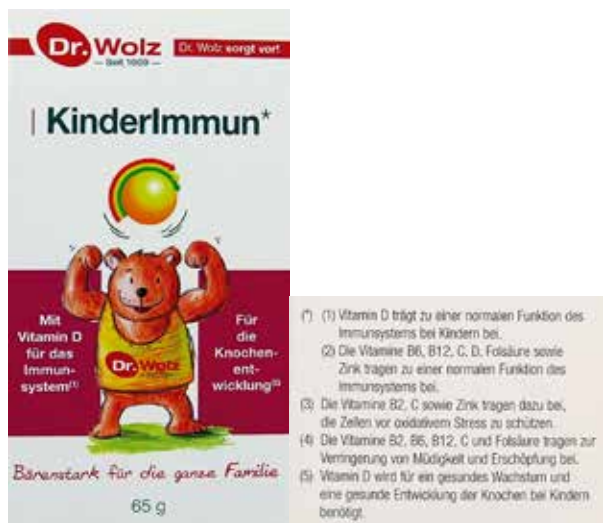 Dr. Wolz
— Seit 1969 —
Dr. Wolz sorgt vor!
KinderImmun*
Mit
Vitamin D
für das
Immun-
system(1)
Für
die
Knochen-
ent-
wicklung(5)
Dr. Wolz
Bärenstark für die ganze Familie
65 g
(*) (1) Vitamin D trägt zu einer normalen Funktion des
Immunsystems bei Kindern bei.
(2) Die Vitamine B6, B12, C, D, Folsäure sowie
Zink tragen zu einer normalen Funktion des
Immunsystems bei.
(3) Die Vitamine B2, C sowie Zink tragen dazu bei,
die Zellen vor oxidativem Stress zu schützen.
(4) Die Vitamine B2, B6, B12, C und Folsäure tragen zur
Verringerung von Müdigkeit und Erschöpfung bei.
(5) Vitamin D wird für ein gesundes Wachstum und
eine gesunde Entwicklung der Knochen bei Kindern
benötigt.